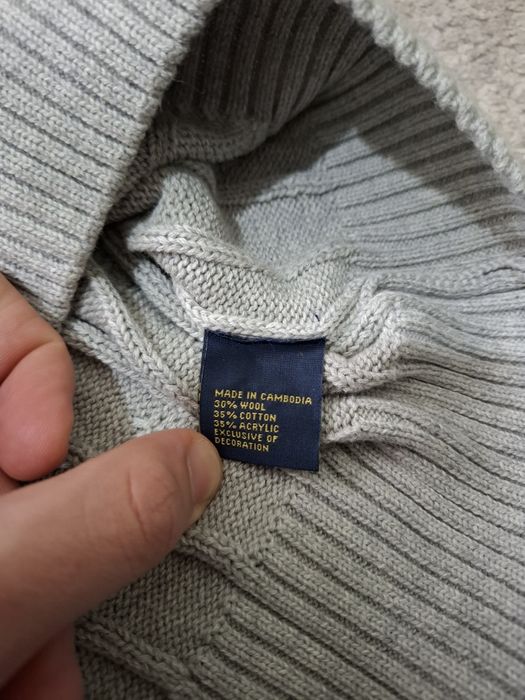 MADE IN CAMBODIA
30% WOOL
35% COTTON
35% ACRYLIC
EXCLUSIVE OF
DECORATION